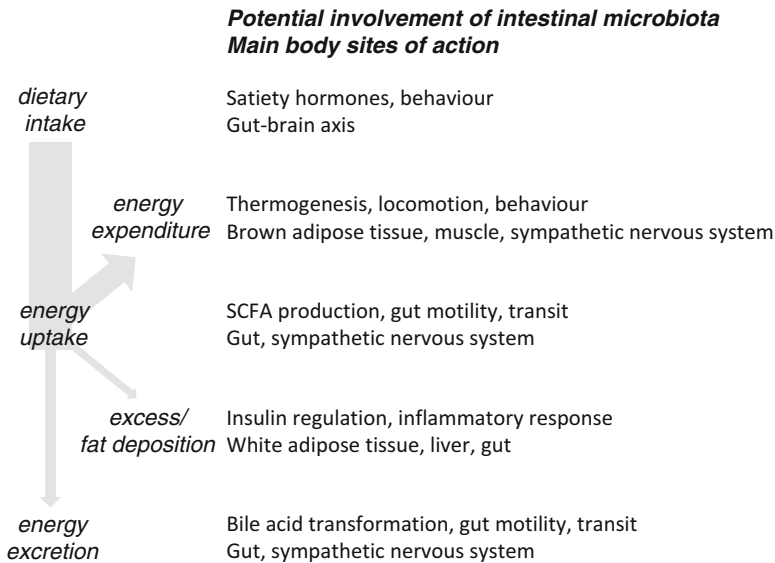 Potential involvement of intestinal microbiota
Main body sites of action
dietary
intake
Satiety hormones, behaviour
Gut-brain axis
energy
expenditure
Thermogenesis, locomotion, behaviour
Brown adipose tissue, muscle, sympathetic nervous system
energy
uptake
SCFA production, gut motility, transit
Gut, sympathetic nervous system
excess/
fat deposition
Insulin regulation, inflammatory response
White adipose tissue, liver, gut
energy
excretion
Bile acid transformation, gut motility, transit
Gut, sympathetic nervous system